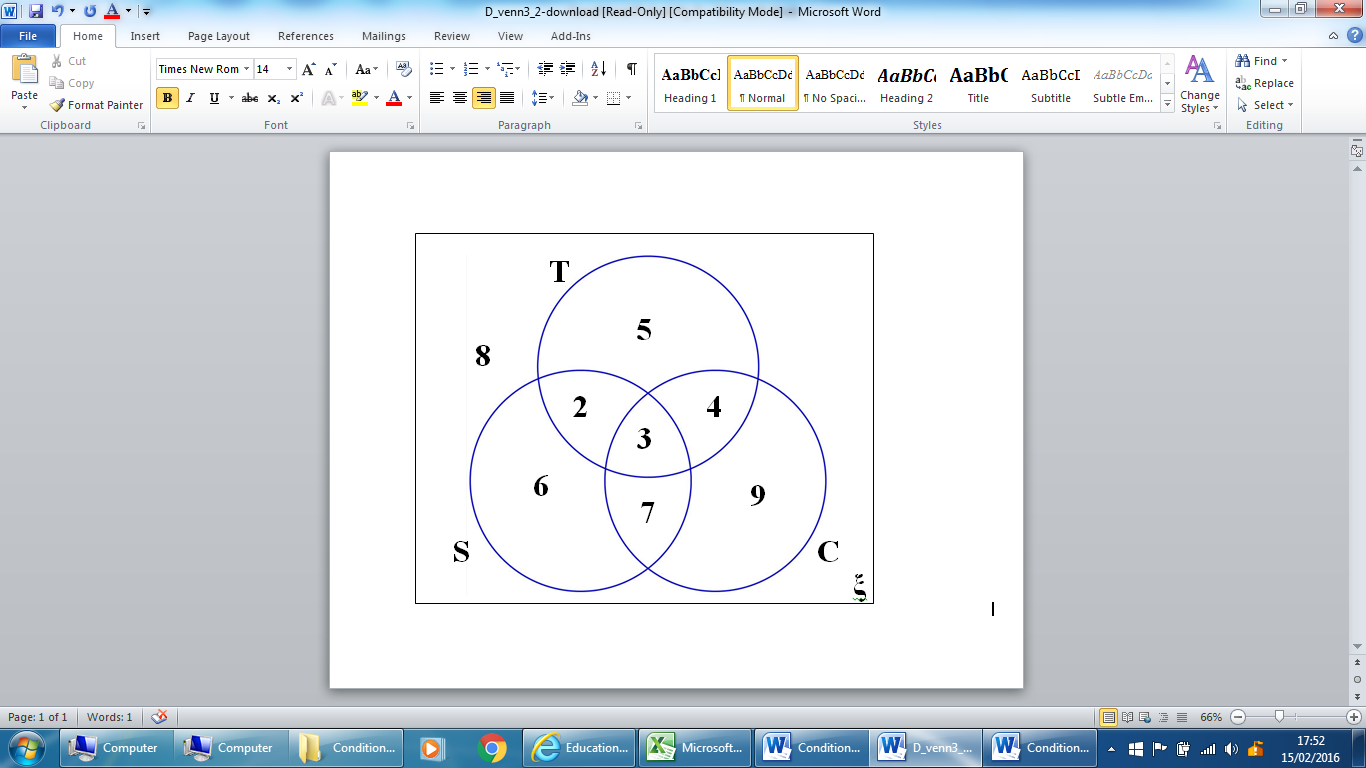 D_venn3_2-download [Read-Only] [Compatibility Mode] - Microsoft Word
File Home Insert Page Layout References Mailings Review View Add-Ins
Paste
Cut
Copy
Format Painter
Clipboard
Times New Rom 14
Font
Paragraph
AaBbCcI AaBbCcDd AaBbCcDd AaBbCc AaBbC AaBbCcI AaBbCcDc
Heading 1 ¶ Normal ¶ No Spaci... Heading 2 Title Subtitle Subtle Em...
Styles
Change Styles
Find
Replace
Select
Editing
T
5
8
2 4
3
6 9
7
S C
ξ
Page: 1 of 1 Words: 1 66%
Computer Computer Condition... Education... Microsoft... Condition... D_venn3_... Condition...
17:52
15/02/2016